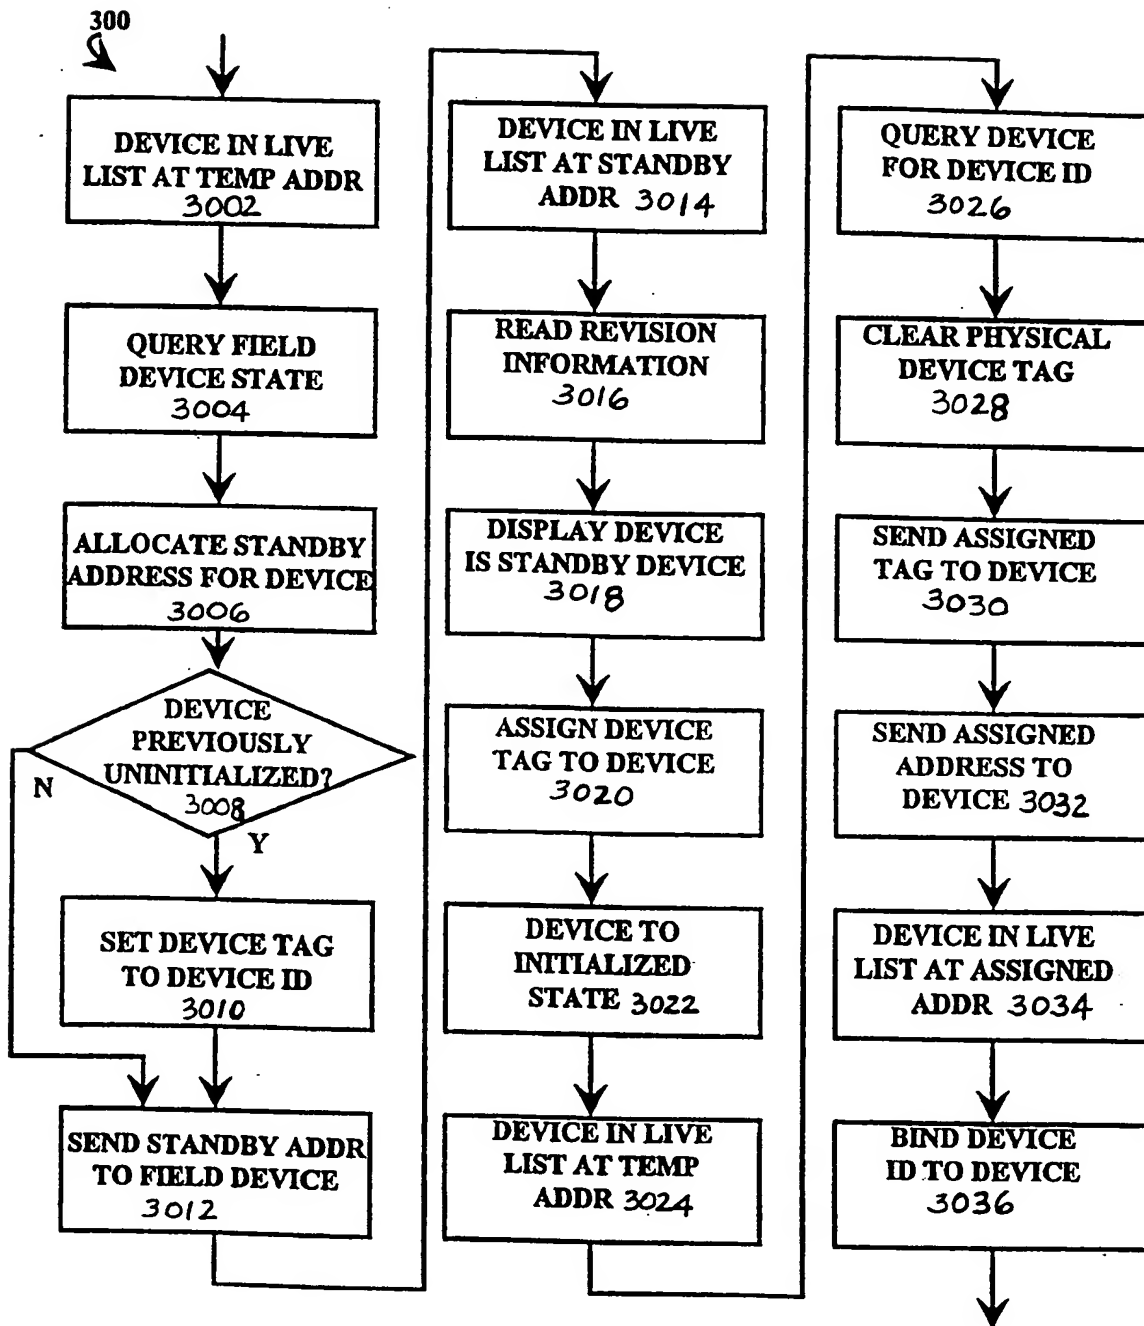 300
DEVICE IN LIVE
LIST AT TEMP ADDR
3002
QUERY FIELD
DEVICE STATE
3004
ALLOCATE STANDBY
ADDRESS FOR DEVICE
3006
DEVICE
PREVIOUSLY
UNINITIALIZED?
3008
N
Y
SET DEVICE TAG
TO DEVICE ID
3010
SEND STANDBY ADDR
TO FIELD DEVICE
3012
DEVICE IN LIVE
LIST AT STANDBY
ADDR 3014
READ REVISION
INFORMATION
3016
DISPLAY DEVICE
IS STANDBY DEVICE
3018
ASSIGN DEVICE
TAG TO DEVICE
3020
DEVICE TO
INITIALIZED
STATE 3022
DEVICE IN LIVE
LIST AT TEMP
ADDR 3024
QUERY DEVICE
FOR DEVICE ID
3026
CLEAR PHYSICAL
DEVICE TAG
3028
SEND ASSIGNED
TAG TO DEVICE
3030
SEND ASSIGNED
ADDRESS TO
DEVICE 3032
DEVICE IN LIVE
LIST AT ASSIGNED
ADDR 3034
BIND DEVICE
ID TO DEVICE
3036